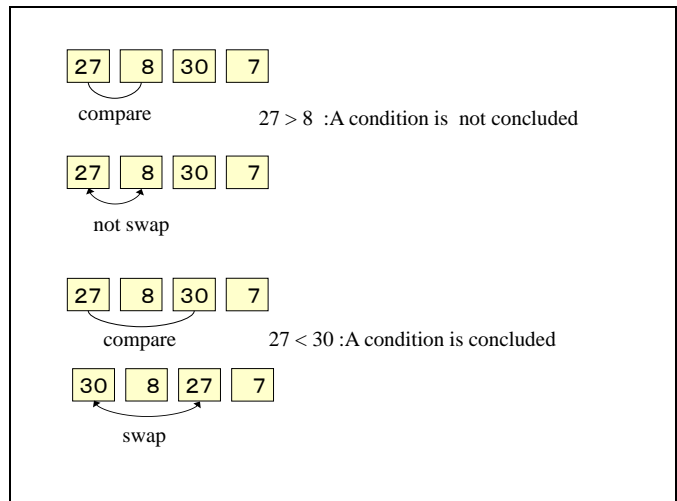 27 8 30 7
compare
27 > 8 :A condition is not concluded
27 8 30 7
not swap
27 8 30 7
compare
27 < 30 :A condition is concluded
30 8 27 7
swap